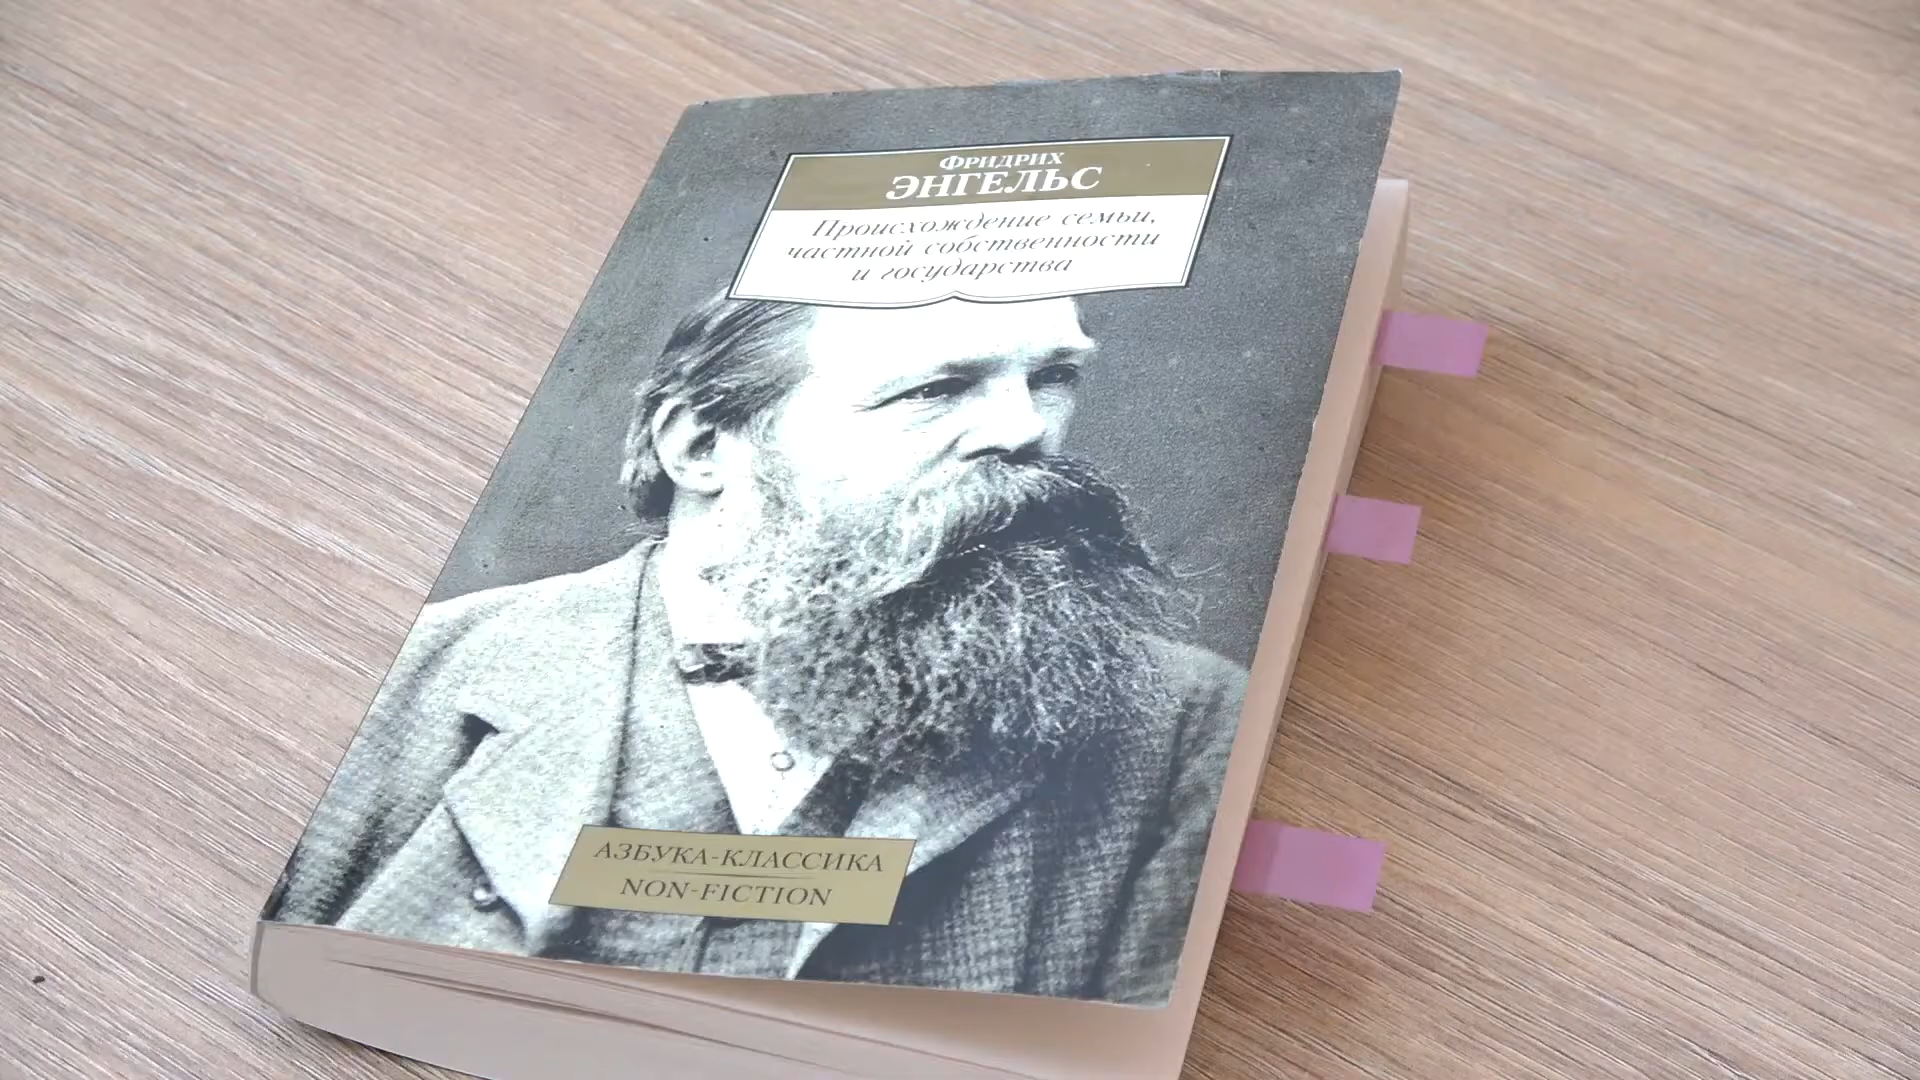 ФРИДРИХ
ЭНГЕЛЬС
Происхождение семьи,
частной собственности
и государства
АЗБУКА-КЛАССИКА
NON-FICTION